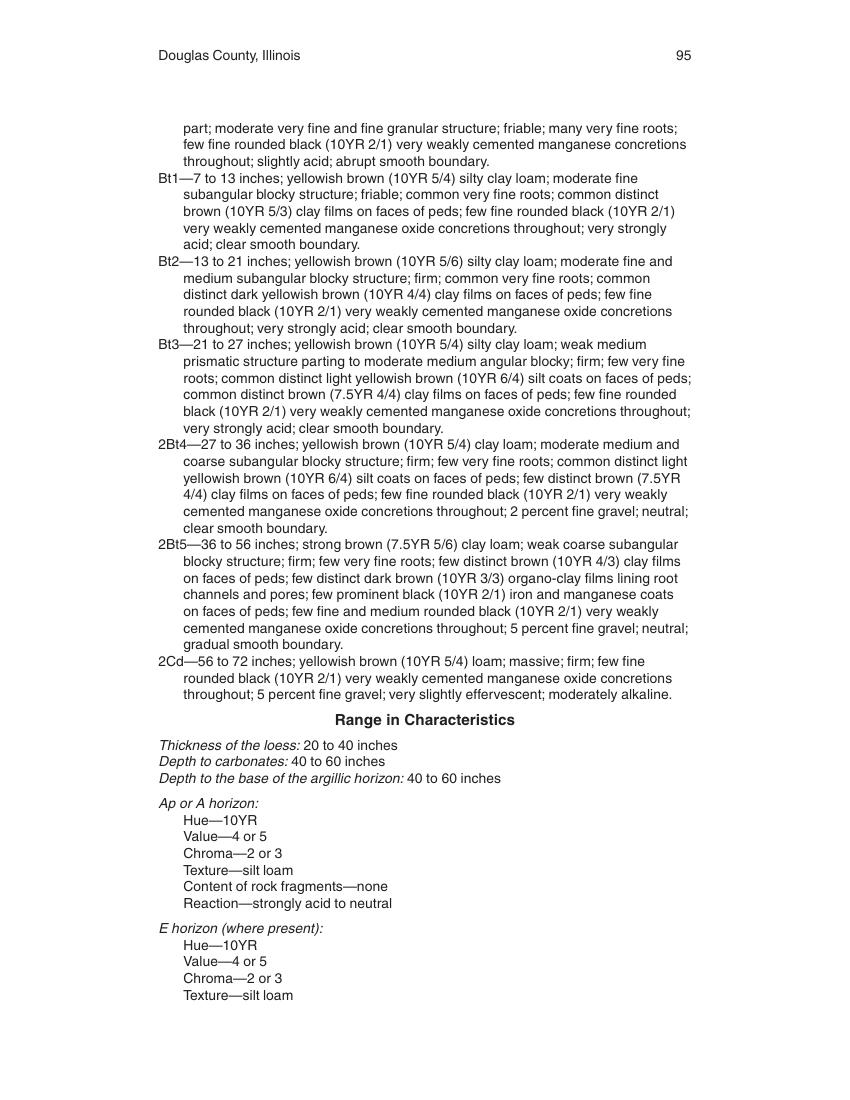 Douglas County, Illinois 95
part; moderate very fine and fine granular structure; friable; many very fine roots;
few fine rounded black (10YR 2/1) very weakly cemented manganese concretions
throughout; slightly acid; abrupt smooth boundary.
Bt1—7 to 13 inches; yellowish brown (10YR 5/4) silty clay loam; moderate fine
subangular blocky structure; friable; common very fine roots; common distinct
brown (10YR 5/3) clay films on faces of peds; few fine rounded black (10YR 2/1)
very weakly cemented manganese oxide concretions throughout; very strongly
acid; clear smooth boundary.
Bt2—13 to 21 inches; yellowish brown (10YR 5/6) silty clay loam; moderate fine and
medium subangular blocky structure; firm; common very fine roots; common
distinct dark yellowish brown (10YR 4/4) clay films on faces of peds; few fine
rounded black (10YR 2/1) very weakly cemented manganese oxide concretions
throughout; very strongly acid; clear smooth boundary.
Bt3—21 to 27 inches; yellowish brown (10YR 5/4) silty clay loam; weak medium
prismatic structure parting to moderate medium angular blocky; firm; few very fine
roots; common distinct light yellowish brown (10YR 6/4) silt coats on faces of peds;
common distinct brown (7.5YR 4/4) clay films on faces of peds; few fine rounded
black (10YR 2/1) very weakly cemented manganese oxide concretions throughout;
very strongly acid; clear smooth boundary.
2Bt4—27 to 36 inches; yellowish brown (10YR 5/4) clay loam; moderate medium and
coarse subangular blocky structure; firm; few very fine roots; common distinct light
yellowish brown (10YR 6/4) silt coats on faces of peds; few distinct brown (7.5YR
4/4) clay films on faces of peds; few fine rounded black (10YR 2/1) very weakly
cemented manganese oxide concretions throughout; 2 percent fine gravel; neutral;
clear smooth boundary.
2Bt5—36 to 56 inches; strong brown (7.5YR 5/6) clay loam; weak coarse subangular
blocky structure; firm; few very fine roots; few distinct brown (10YR 4/3) clay films
on faces of peds; few distinct dark brown (10YR 3/3) organo-clay films lining root
channels and pores; few prominent black (10YR 2/1) iron and manganese coats
on faces of peds; few fine and medium rounded black (10YR 2/1) very weakly
cemented manganese oxide concretions throughout; 5 percent fine gravel; neutral;
gradual smooth boundary.
2Cd—56 to 72 inches; yellowish brown (10YR 5/4) loam; massive; firm; few fine
rounded black (10YR 2/1) very weakly cemented manganese oxide concretions
throughout; 5 percent fine gravel; very slightly effervescent; moderately alkaline.
Range in Characteristics
Thickness of the loess: 20 to 40 inches
Depth to carbonates: 40 to 60 inches
Depth to the base of the argillic horizon: 40 to 60 inches
Ap or A horizon:
Hue—10YR
Value—4 or 5
Chroma—2 or 3
Texture—silt loam
Content of rock fragments—none
Reaction—strongly acid to neutral
E horizon (where present):
Hue—10YR
Value—4 or 5
Chroma—2 or 3
Texture—silt loam